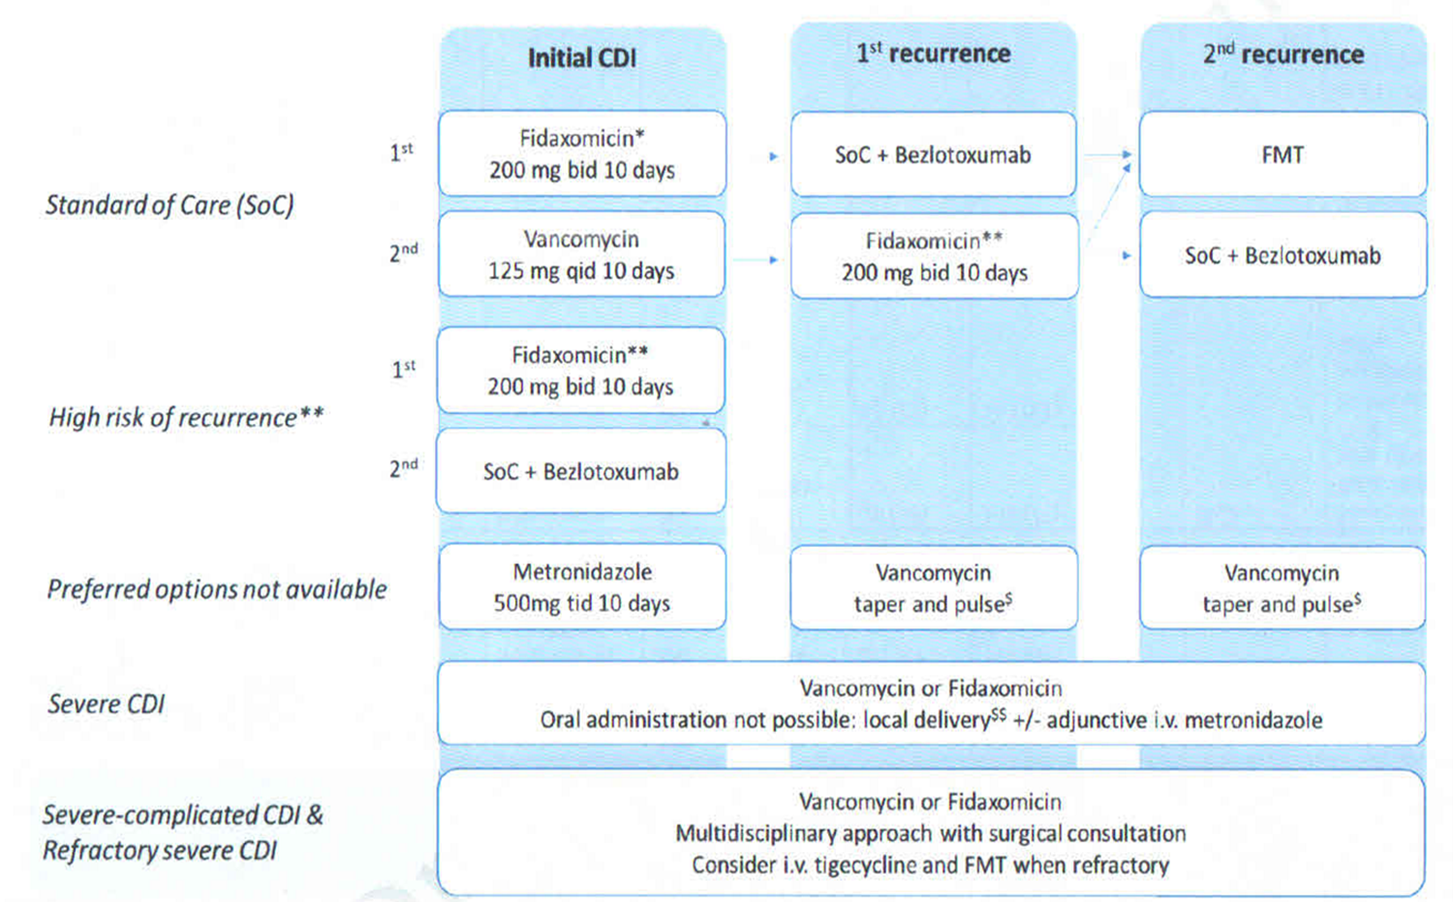 Initial CDI
1st recurrence
2nd recurrence
Standard of Care (SoC)
1st
Fidaxomicin*
200 mg bid 10 days
SoC + Bezlotoxumab
FMT
2nd
Vancomycin
125 mg qid 10 days
Fidaxomicin**
200 mg bid 10 days
SoC + Bezlotoxumab
High risk of recurrence**
1st
Fidaxomicin**
200 mg bid 10 days
2nd
SoC + Bezlotoxumab
Preferred options not available
Metronidazole
500mg tid 10 days
Vancomycin
taper and pulse$
Vancomycin
taper and pulse$
Severe CDI
Vancomycin or Fidaxomicin
Oral administration not possible: local delivery$$ +/- adjunctive i.v. metronidazole
Severe-complicated CDI &
Refractory severe CDI
Vancomycin or Fidaxomicin
Multidisciplinary approach with surgical consultation
Consider i.v. tigecycline and FMT when refractory